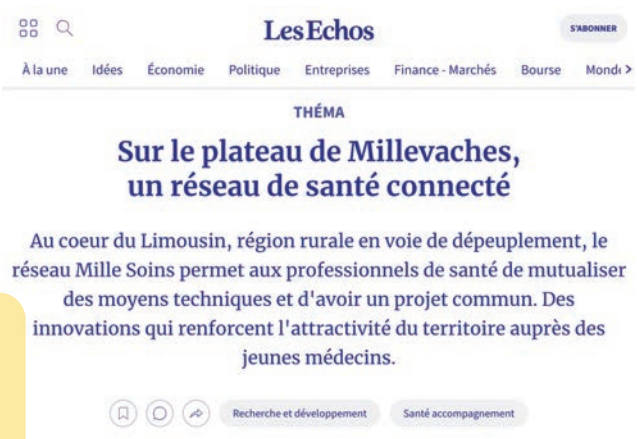 Les Echos
S'ABONNER
À la une Idées Économie Politique Entreprises Finance - Marchés Bourse
THÉMA
Sur le plateau de Millevaches,
un réseau de santé connecté
Au coeur du Limousin, région rurale en voie de dépeuplement, le
réseau Mille Soins permet aux professionnels de santé de mutualiser
des moyens techniques et d'avoir un projet commun. Des
innovations qui renforcent l'attractivité du territoire auprès des
jeunes médecins.
Recherche et développement Santé accompagnement